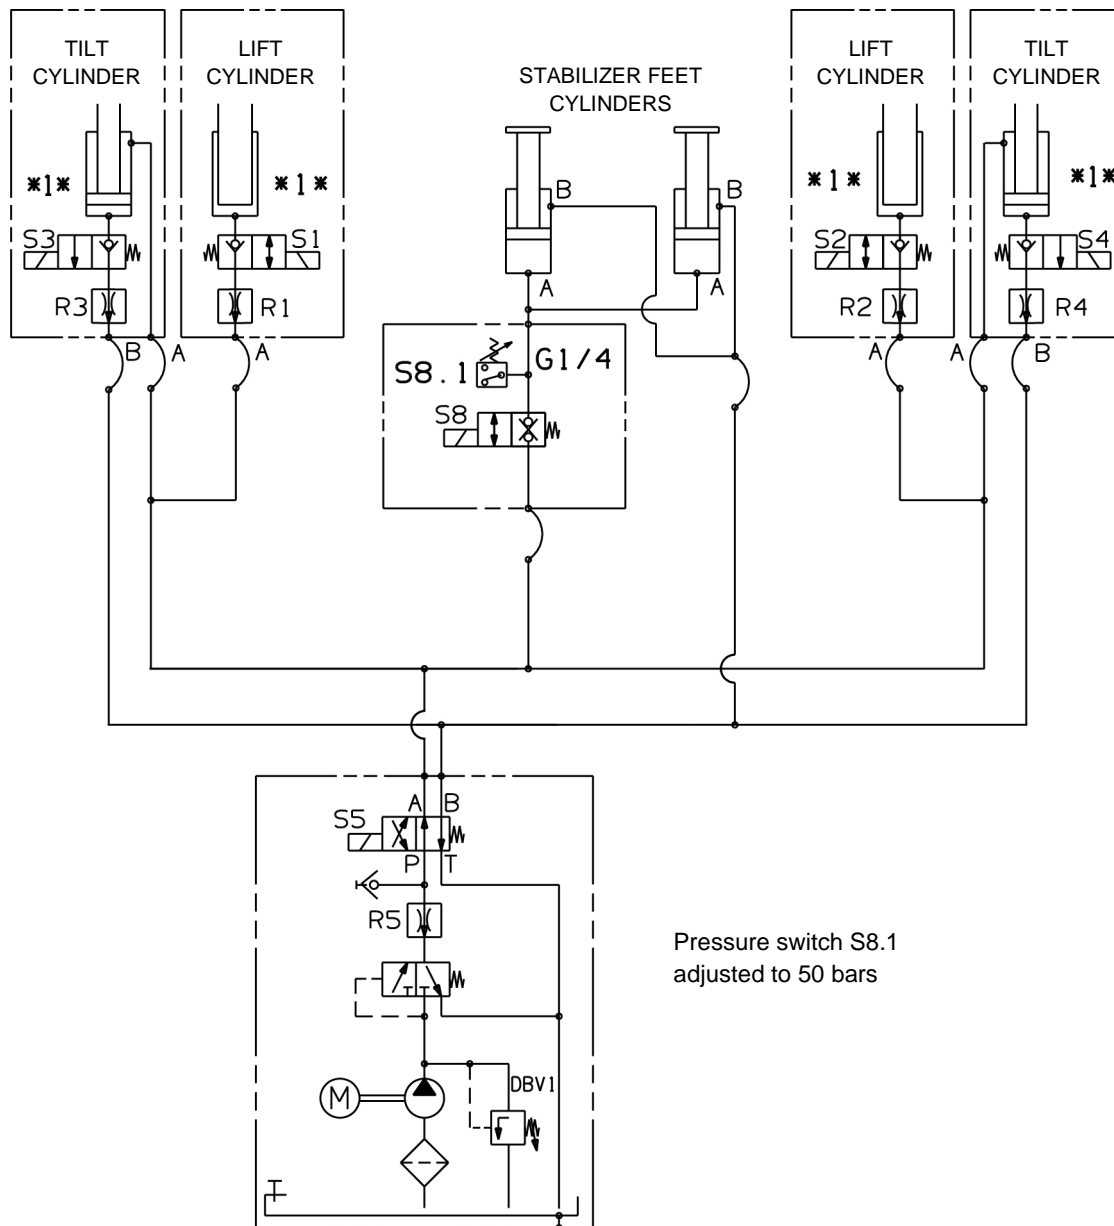 TILT
CYLINDER
LIFT
CYLINDER
STABILIZER FEET
CYLINDERS
LIFT
CYLINDER
TILT
CYLINDER
*1*
*1*
B
B
*1*
*1*
S3
S1
S2
S4
A
A
R3
R1
R2
R4
B
A
A
A
A
B
S8.1
G1/4
S8
A
B
S5
P
T
R5
Pressure switch S8.1
adjusted to 50 bars
M
DBV1
T